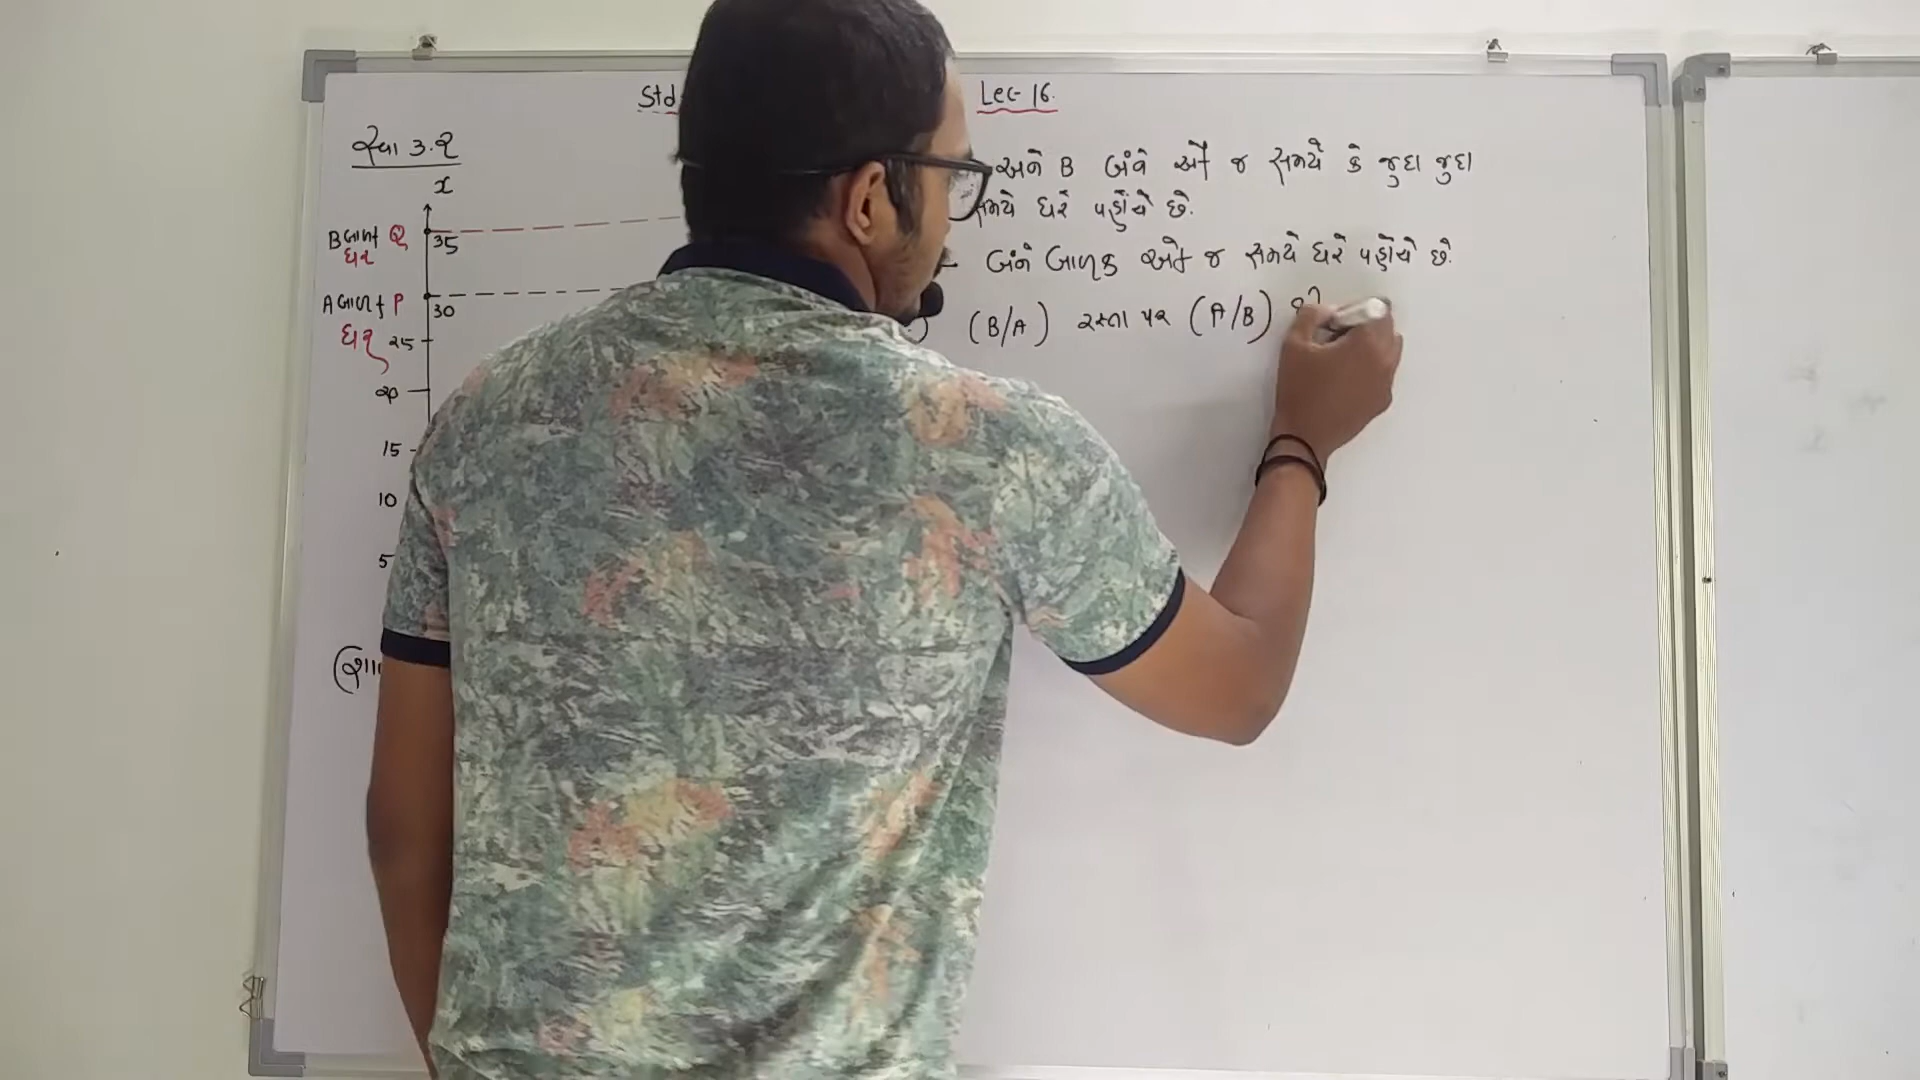 Std
Lec- 16.
સ્વા 3.2
x
B બાળક Q 35
ઘર
A બાળક P 30
ઘર 25
20
15
10
5
(શા
અને B બંને એક જ સમયે કે જુદા જુદા
સમયે ઘરે પહોંચે છે.
- બંને બાળક એક જ સમયે ઘરે પહોંચે છે.
(B/A) રસ્તા પર (A/B)